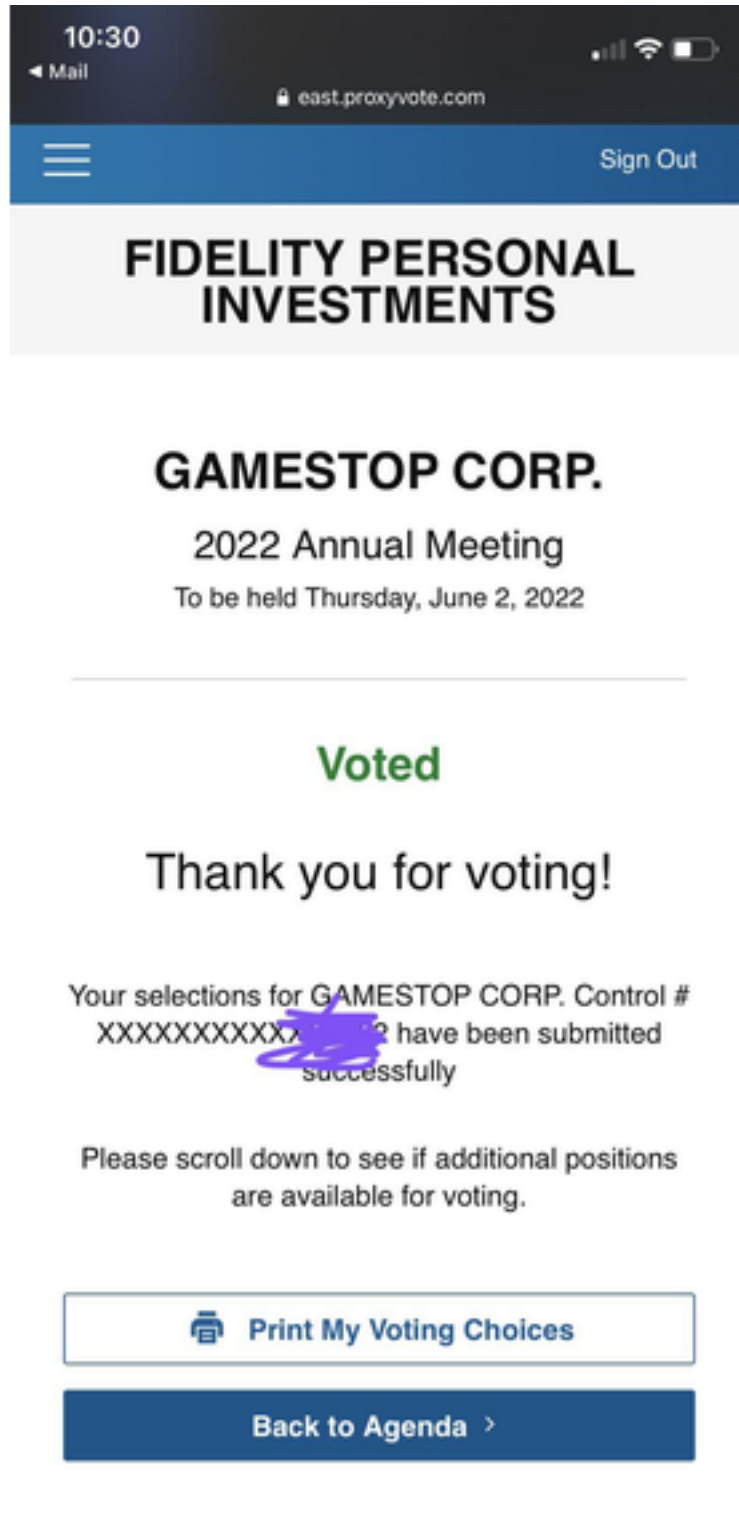 10:30
Mail
east.proxyvote.com
Sign Out
FIDELITY PERSONAL
INVESTMENTS
GAMESTOP CORP.
2022 Annual Meeting
To be held Thursday, June 2, 2022
Voted
Thank you for voting!
Your selections for GAMESTOP CORP. Control #
have been submitted
successfully
Please scroll down to see if additional positions
are available for voting.
Print My Voting Choices
Back to Agenda